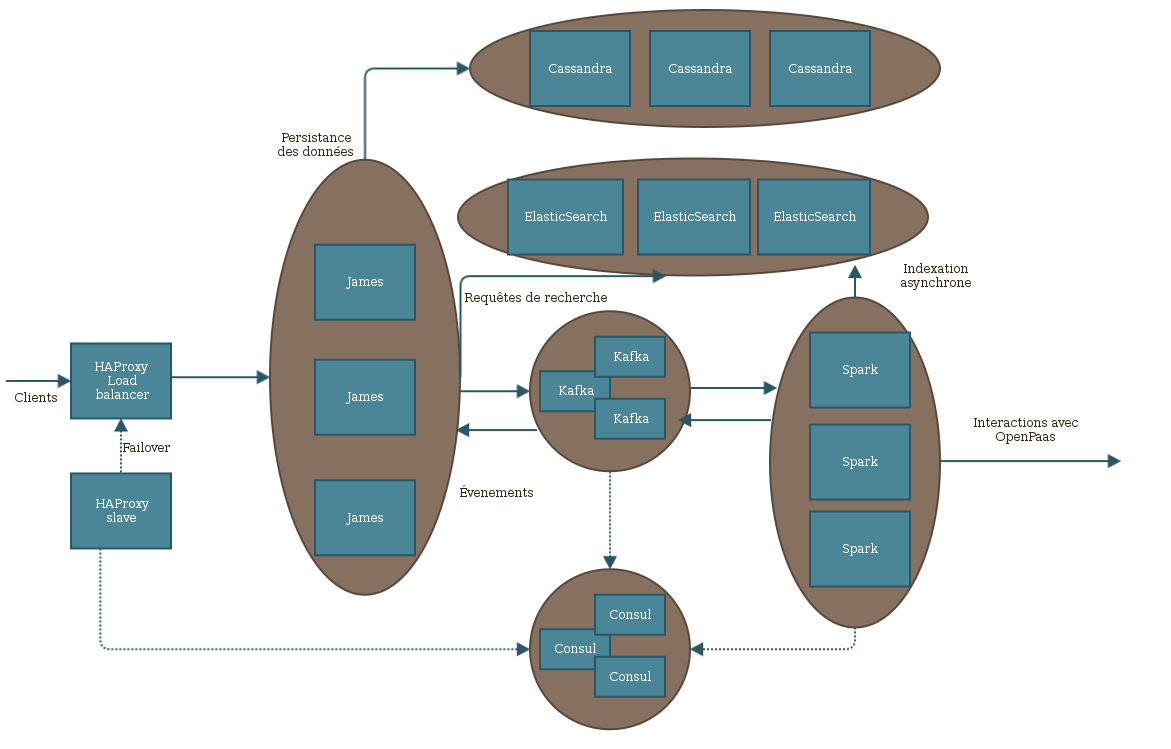 Cassandra
Cassandra
Cassandra
Persistance
des données
ElasticSearch
ElasticSearch
ElasticSearch
James
James
James
Requêtes de recherche
Indexation
asynchrone
HAProxy
Load
balancer
Clients
Failover
HAProxy
slave
Kafka
Kafka
Kafka
Spark
Spark
Spark
Interactions avec
OpenPaas
Évenements
Consul
Consul
Consul